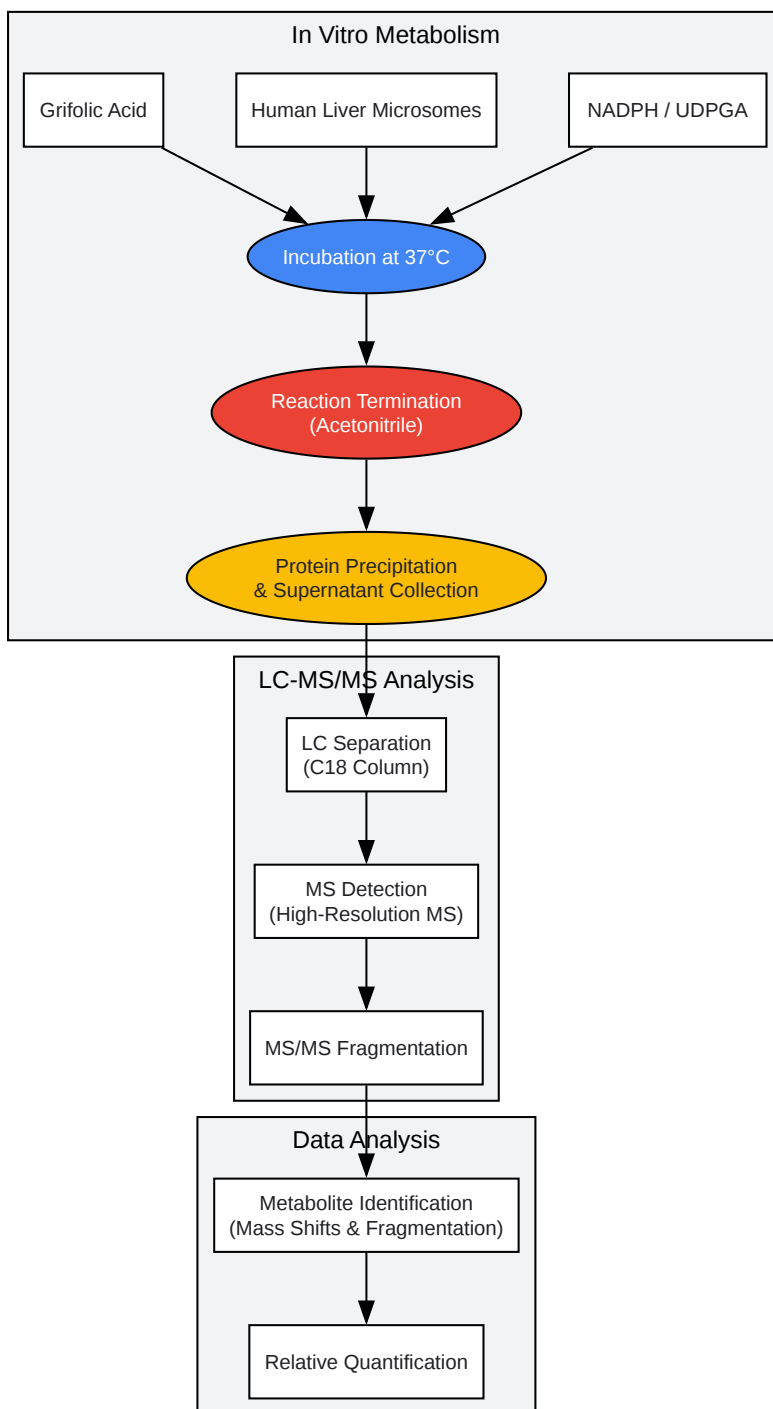 In Vitro Metabolism
Grifolic Acid
Human Liver Microsomes
NADPH / UDPGA
Incubation at 37°C
Reaction Termination
(Acetonitrile)
Protein Precipitation
& Supernatant Collection
LC-MS/MS Analysis
LC Separation
(C18 Column)
MS Detection
(High-Resolution MS)
MS/MS Fragmentation
Data Analysis
Metabolite Identification
(Mass Shifts & Fragmentation)
Relative Quantification